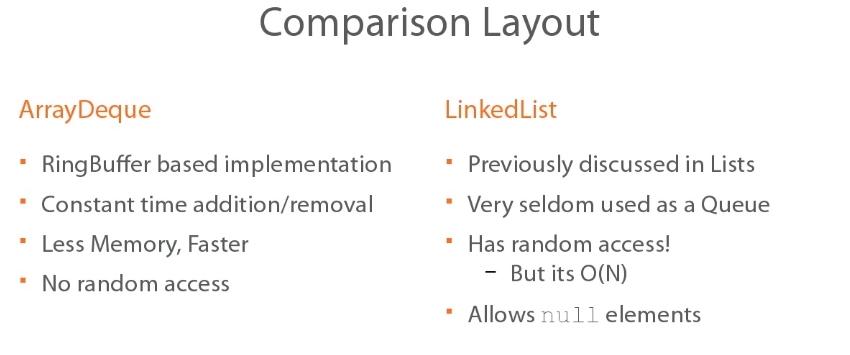 Comparison Layout
ArrayDeque
▪ RingBuffer based implementation
▪ Constant time addition/removal
▪ Less Memory, Faster
▪ No random access
LinkedList
▪ Previously discussed in Lists
▪ Very seldom used as a Queue
▪ Has random access!
– But its O(N)
▪ Allows null elements